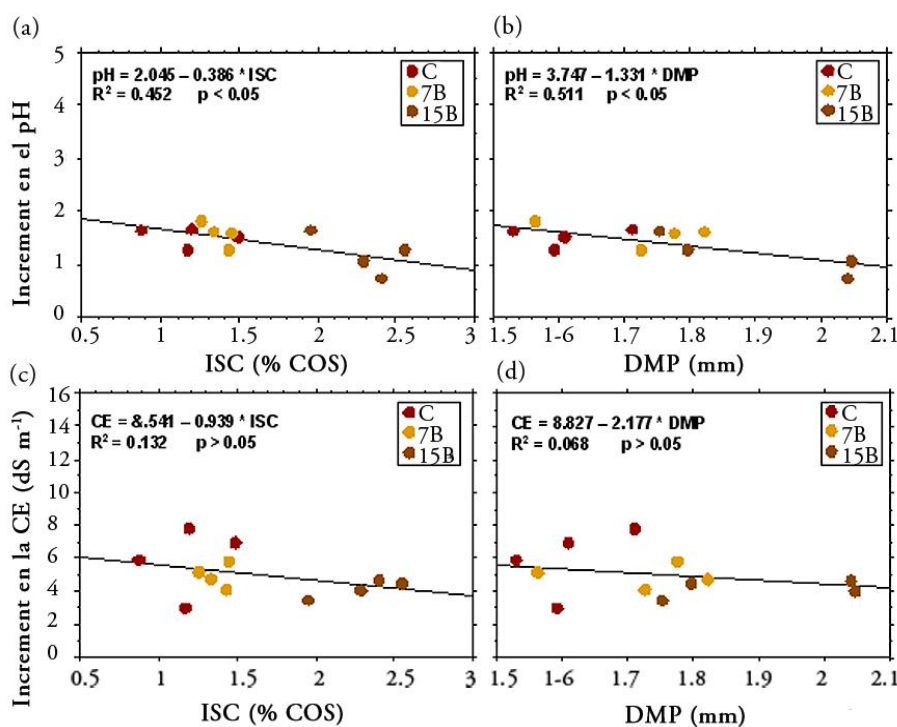 (a)
5
4
3
2
1
0
Increment en el pH
pH = 2.045 – 0.386 * ISC
R² = 0.452 p < 0.05
C
7B
15B
0.5 1 1.5 2 2.5 3
ISC (% COS)
(b)
pH = 3.747 – 1.331 * DMP
R² = 0.511 p < 0.05
C
7B
15B
1.5 1-6 1.7 1.8 1.9 2 2.1
DMP (mm)
(c)
16
14
12
10
8
6
4
2
0
Increment en la CE (dS m⁻¹)
CE = 8.541 – 0.939 * ISC
R² = 0.132 p > 0.05
C
7B
15B
0.5 1 1.5 2 2.5 3
ISC (% COS)
(d)
CE = 8.827 – 2.177 * DMP
R² = 0.068 p > 0.05
C
7B
15B
1.5 1-6 1.7 1.8 1.9 2 2.1
DMP (mm)